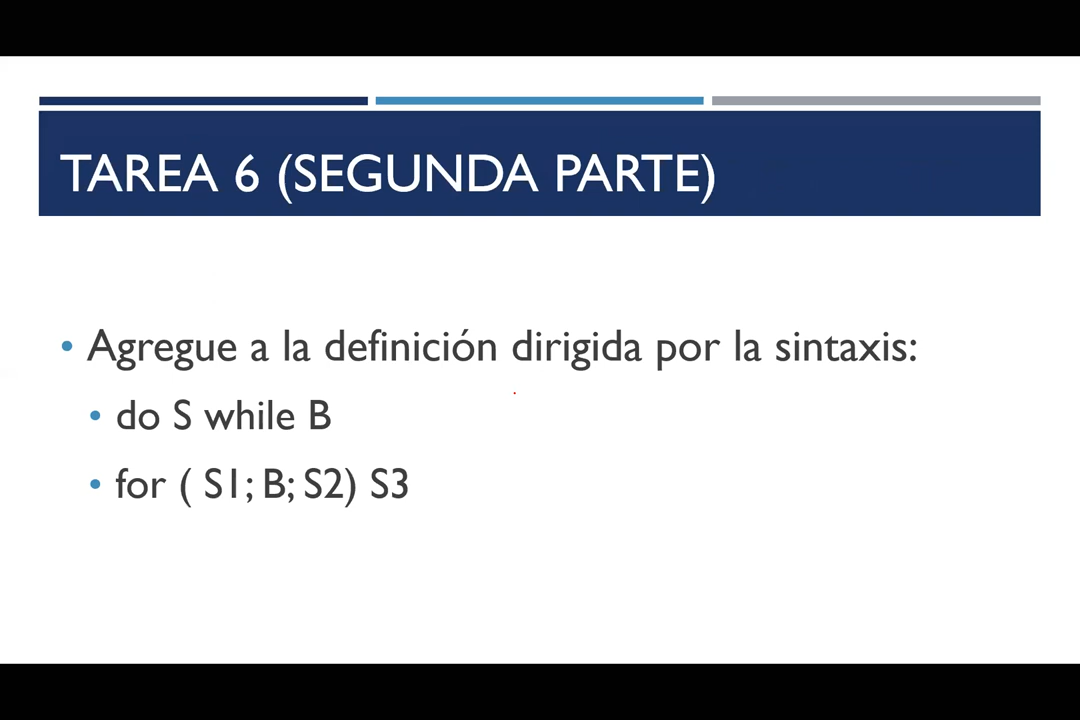 TAREA 6 (SEGUNDA PARTE)
• Agregue a la definición dirigida por la sintaxis:
• do S while B
• for ( S1; B; S2) S3